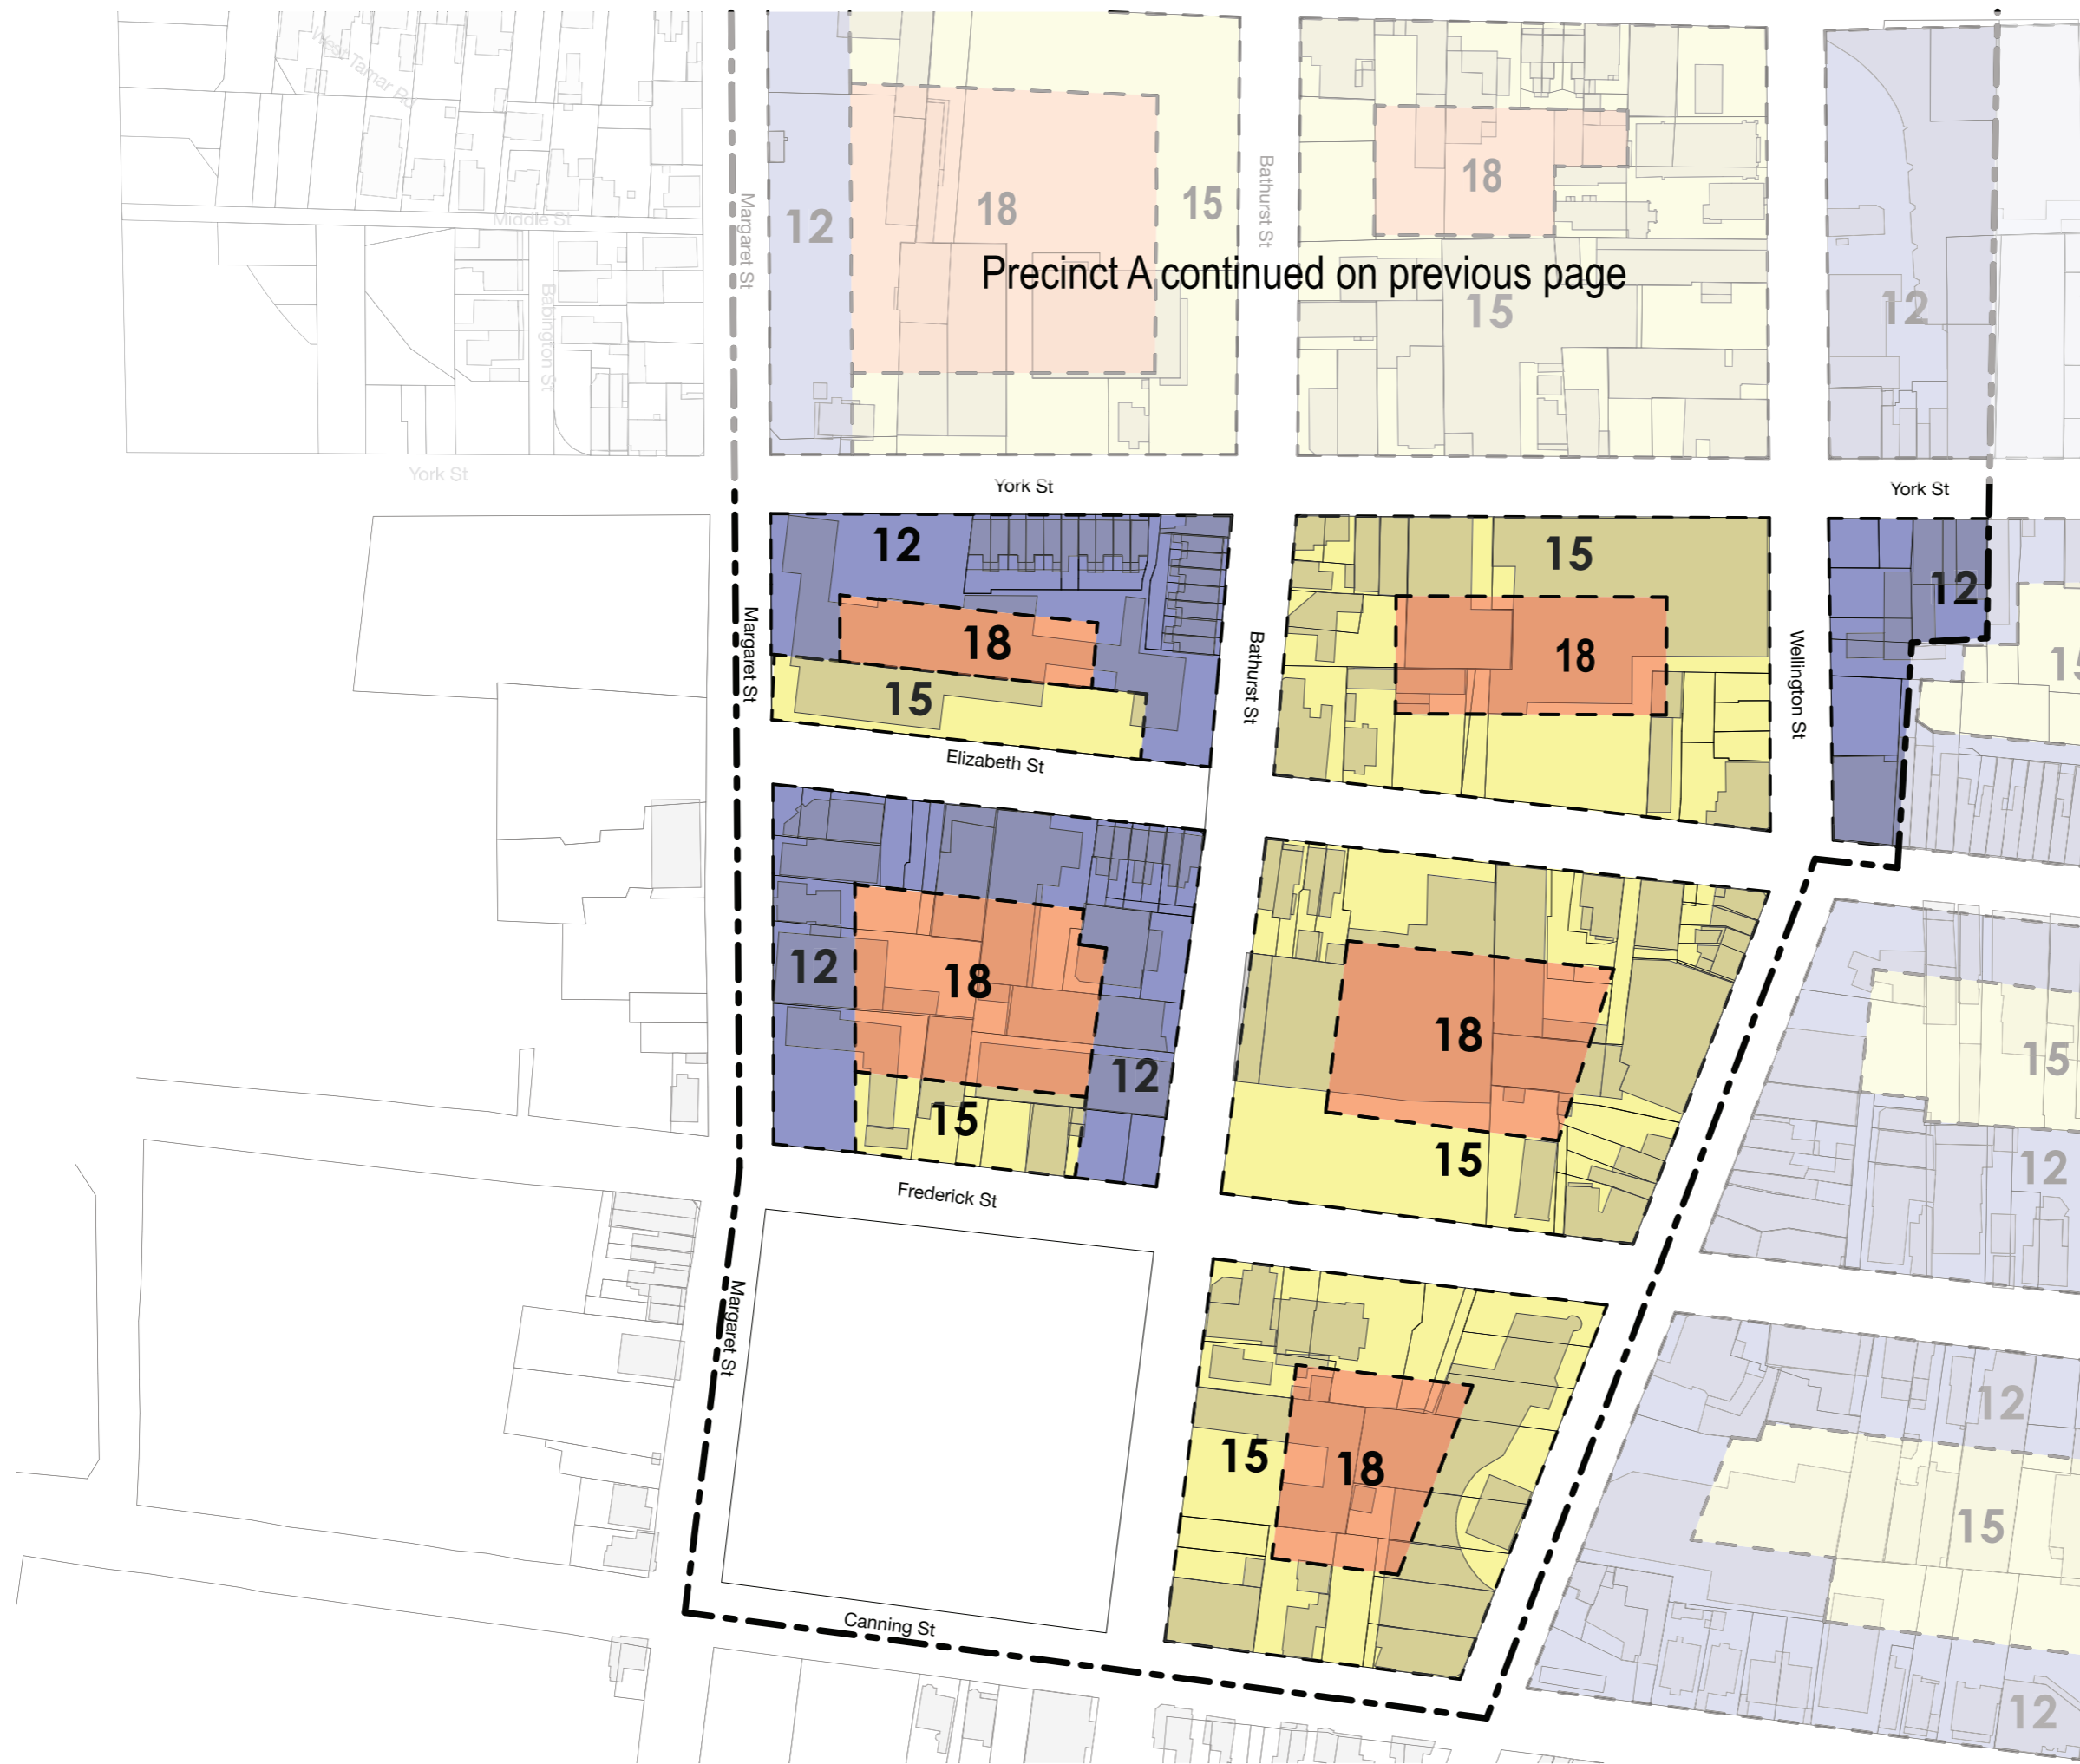 West Tamar Rd
Middle St
Babington St
York St
Margaret St
12
18
15
Bathurst St
18
15
12
Precinct A continued on previous page
York St
York St
12
18
15
Margaret St
Elizabeth St
Bathurst St
15
18
Wellington St
12
15
12
18
12
15
Frederick St
18
15
15
12
Margaret St
15
18
12
15
12
Canning St